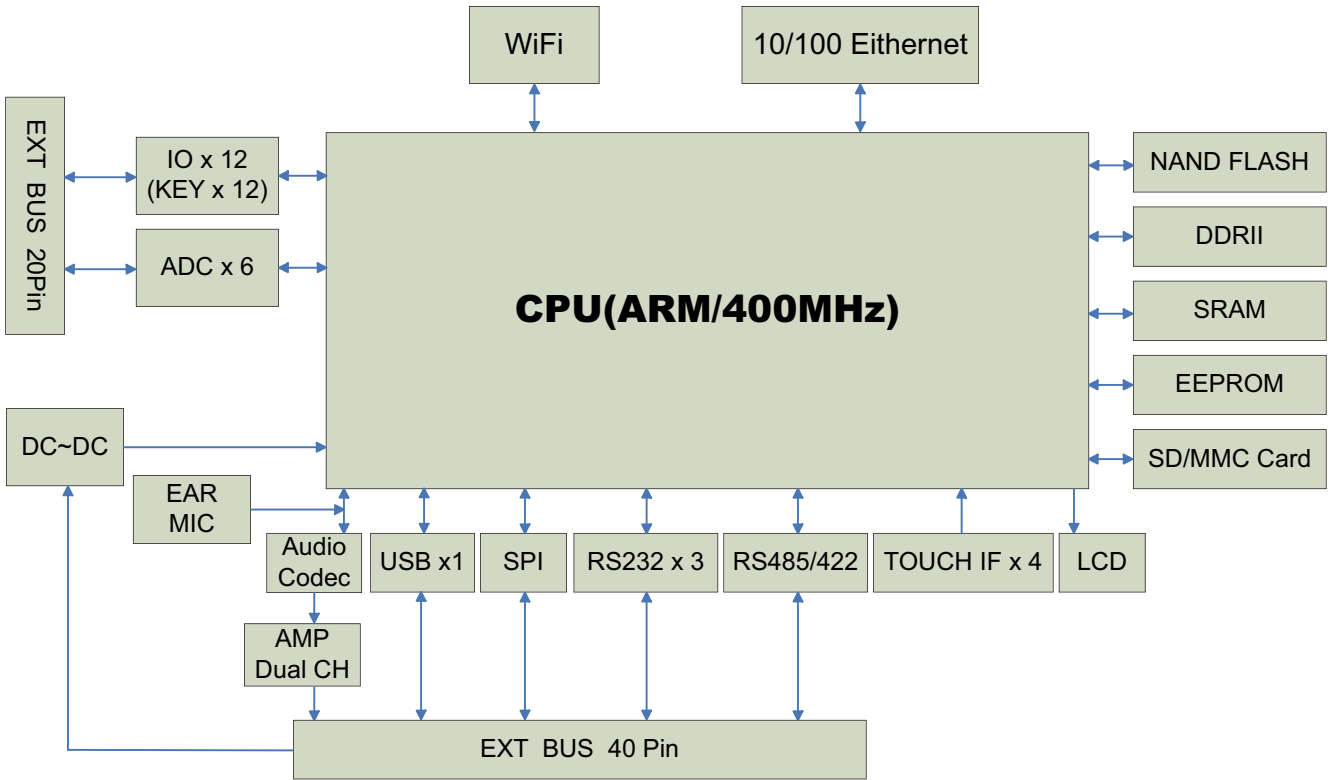 WiFi
10/100 Eithernet
EXT BUS 20Pin
IO x 12
(KEY x 12)
ADC x 6
CPU(ARM/400MHz)
NAND FLASH
DDRII
SRAM
EEPROM
SD/MMC Card
DC~DC
EAR
MIC
Audio
Codec
USB x1
SPI
RS232 x 3
RS485/422
TOUCH IF x 4
LCD
AMP
Dual CH
EXT BUS 40 Pin